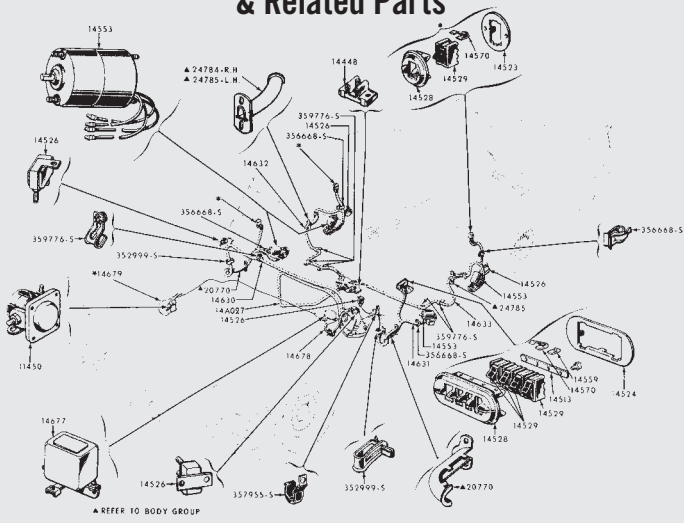 & Related Parts
14553
▲ 24784-R.H
▲ 24785-L.H.
14448
*
14570
14523
14529
14528
359776-S
14526
356668-S
*
14526
14632
*
356668-S
359776-S
352999-S
*14679
▲20770
14630
14A027
14526
11450
14678
356668-S
14526
14553
▲24785
14633
359776-S
14553
356668-S
14631
14559
14570
14513
14529
14524
14529
14528
14677
14526
357955-S
352999-S
▲20770
▲ REFER TO BODY GROUP